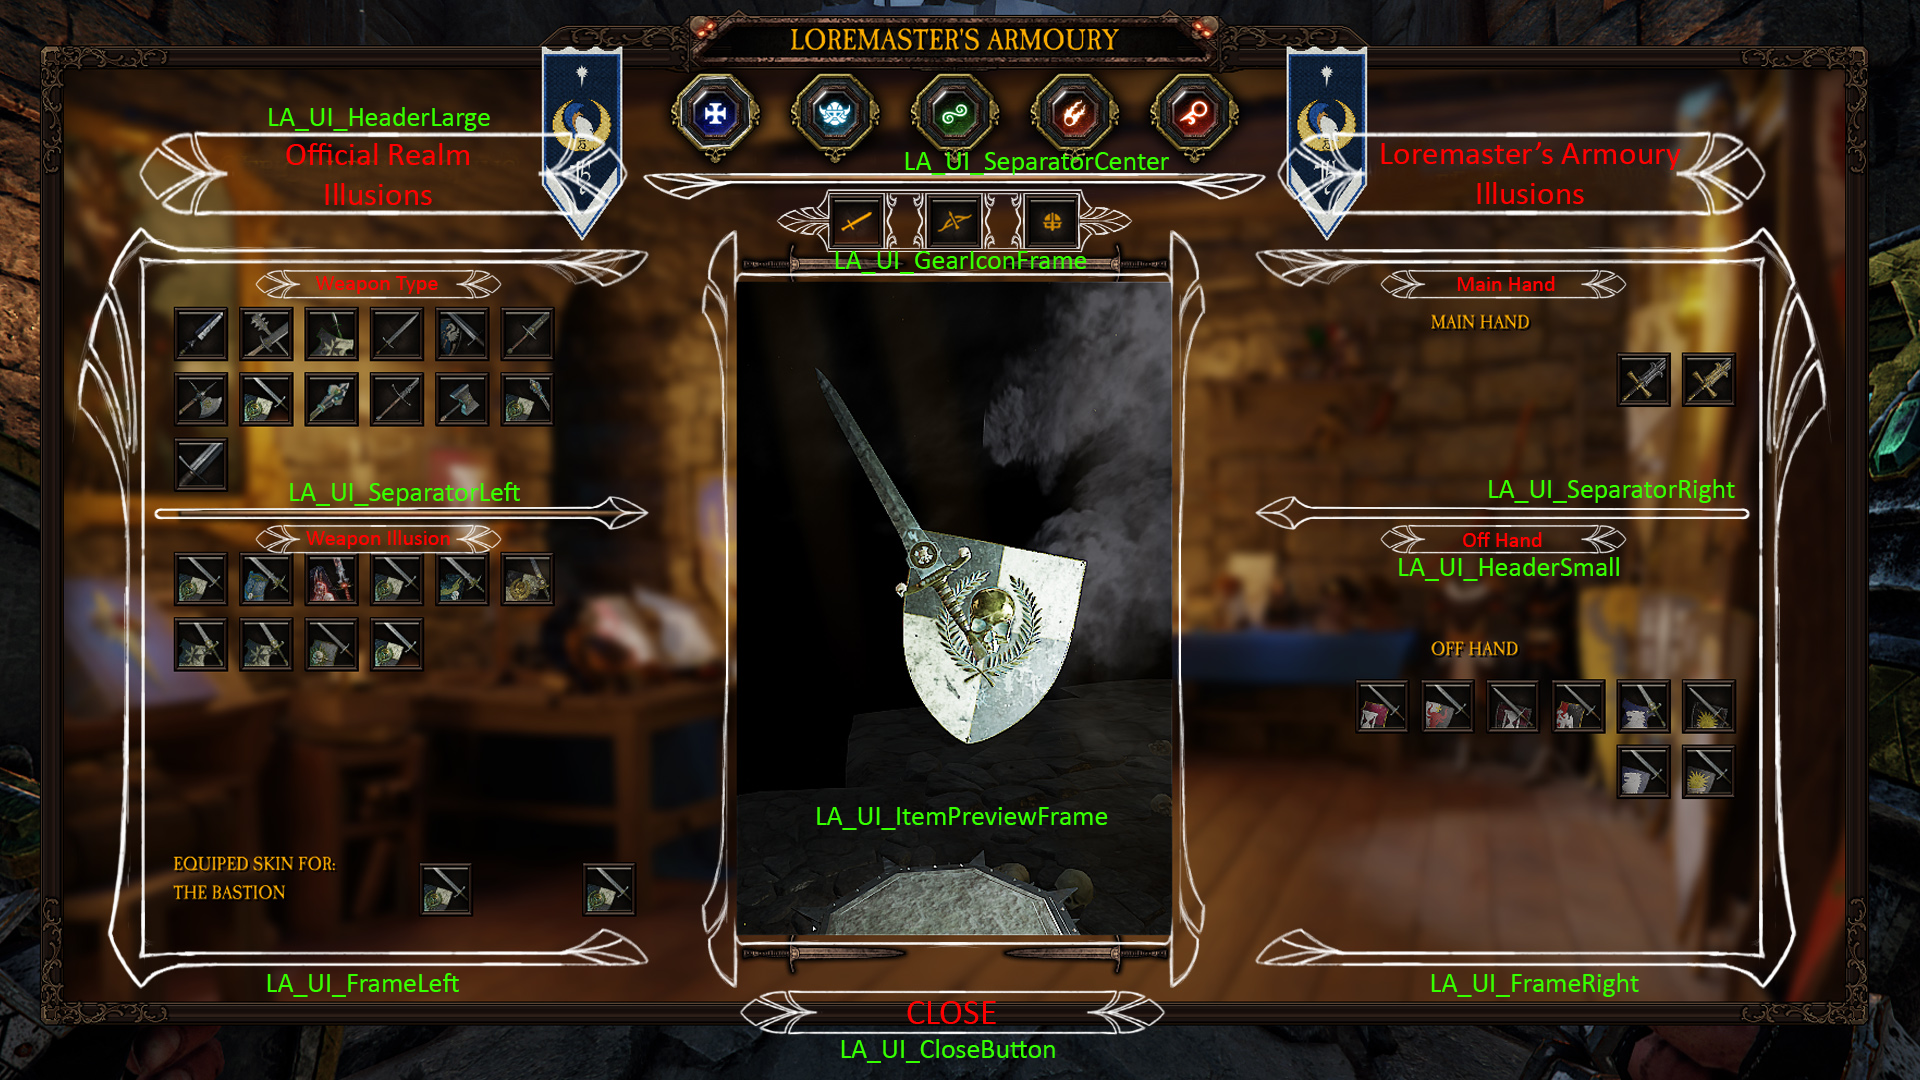 LOREMASTER'S ARMOURY
LA_UI_HeaderLarge
Official Realm
Illusions
LA_UI_SeparatorCenter
Loremaster's Armoury
Illusions
LA_UI_GearIconFrame
Weapon Type
Main Hand
MAIN HAND
LA_UI_SeparatorLeft
LA_UI_SeparatorRight
Weapon Illusion
Off Hand
LA_UI_HeaderSmall
OFF HAND
LA_UI_ItemPreviewFrame
EQUIPED SKIN FOR:
THE BASTION
LA_UI_FrameLeft
LA_UI_FrameRight
CLOSE
LA_UI_CloseButton